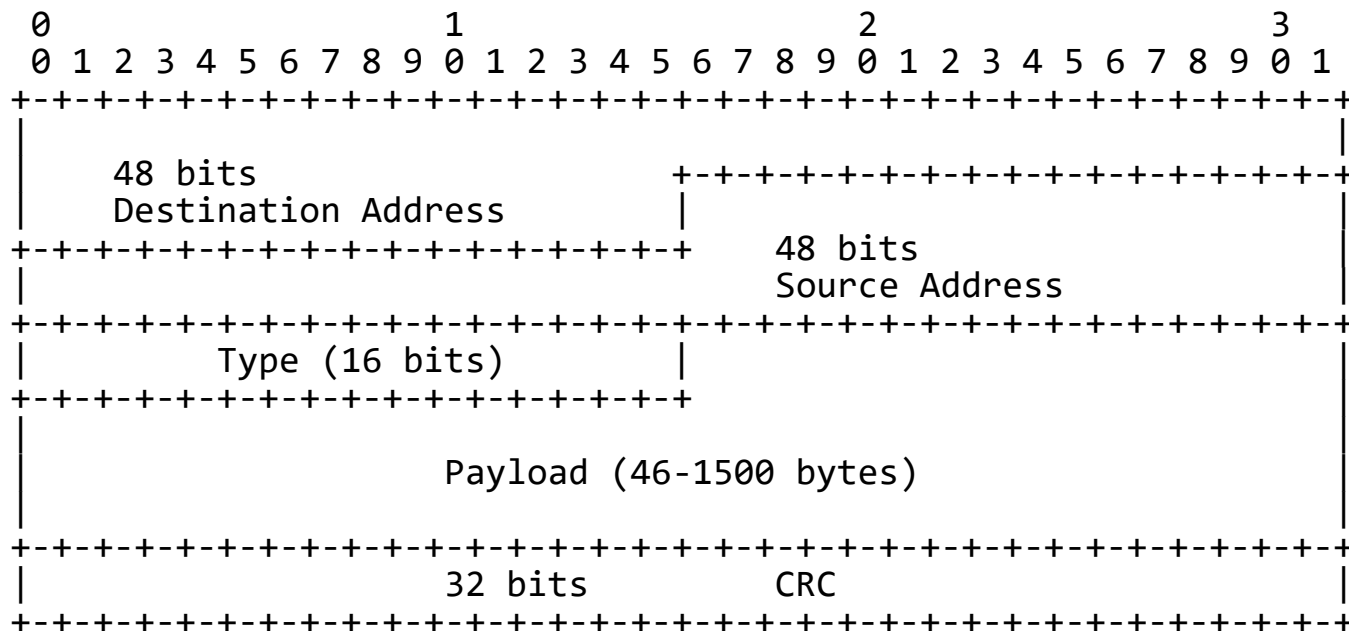 0 1 2 3
0 1 2 3 4 5 6 7 8 9 0 1 2 3 4 5 6 7 8 9 0 1 2 3 4 5 6 7 8 9 0 1
48 bits
Destination Address
48 bits
Source Address
Type (16 bits)
Payload (46-1500 bytes)
32 bits CRC